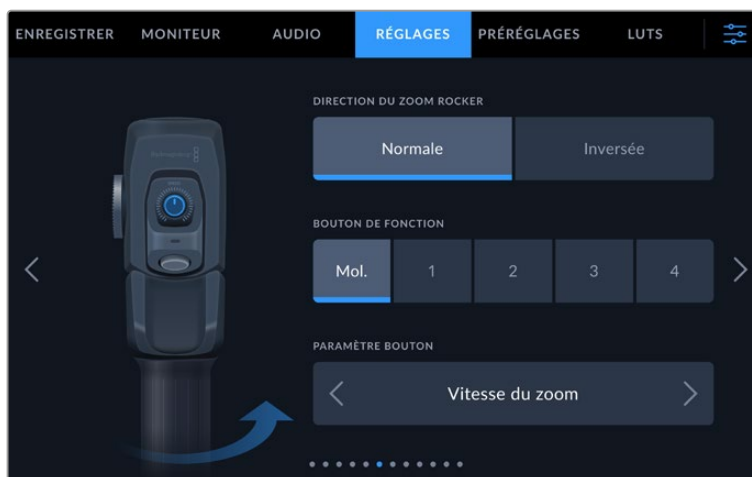 ENREGISTRER MONITEUR AUDIO RÉGLAGES PRÉRÉGLAGES LUTS
DIRECTION DU ZOOM ROCKER
Normale Inversée
BOUTON DE FONCTION
Mol. 1 2 3 4
PARAMÈTRE BOUTON
Vitesse du zoom